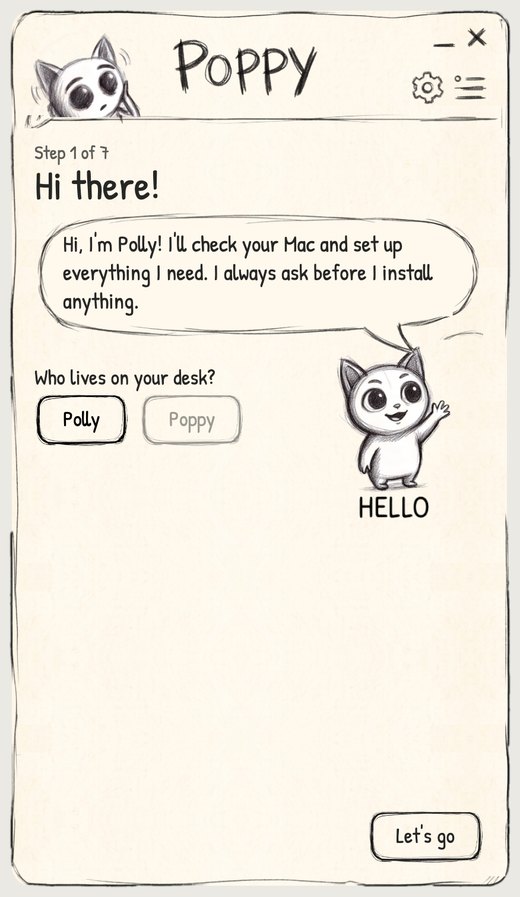 POPPY
Step 1 of 7
Hi there!
Hi, I'm Polly! I'll check your Mac and set up
everything I need. I always ask before I install
anything.
Who lives on your desk?
Polly
Poppy
HELLO
Let's go